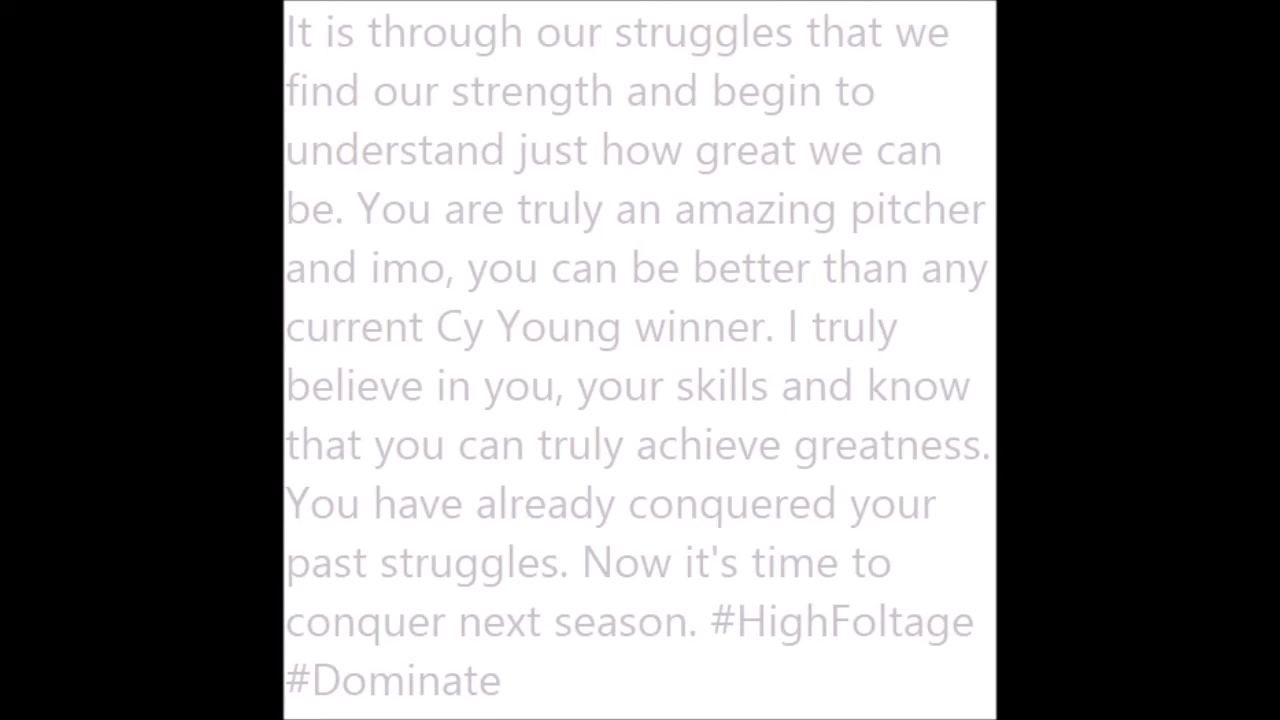 It is through our struggles that we
find our strength and begin to
understand just how great we can
be. You are truly an amazing pitcher
and imo, you can be better than any
current Cy Young winner. I truly
believe in you, your skills and know
that you can truly achieve greatness.
You have already conquered your
past struggles. Now it's time to
conquer next season. #HighFoltage
#Dominate